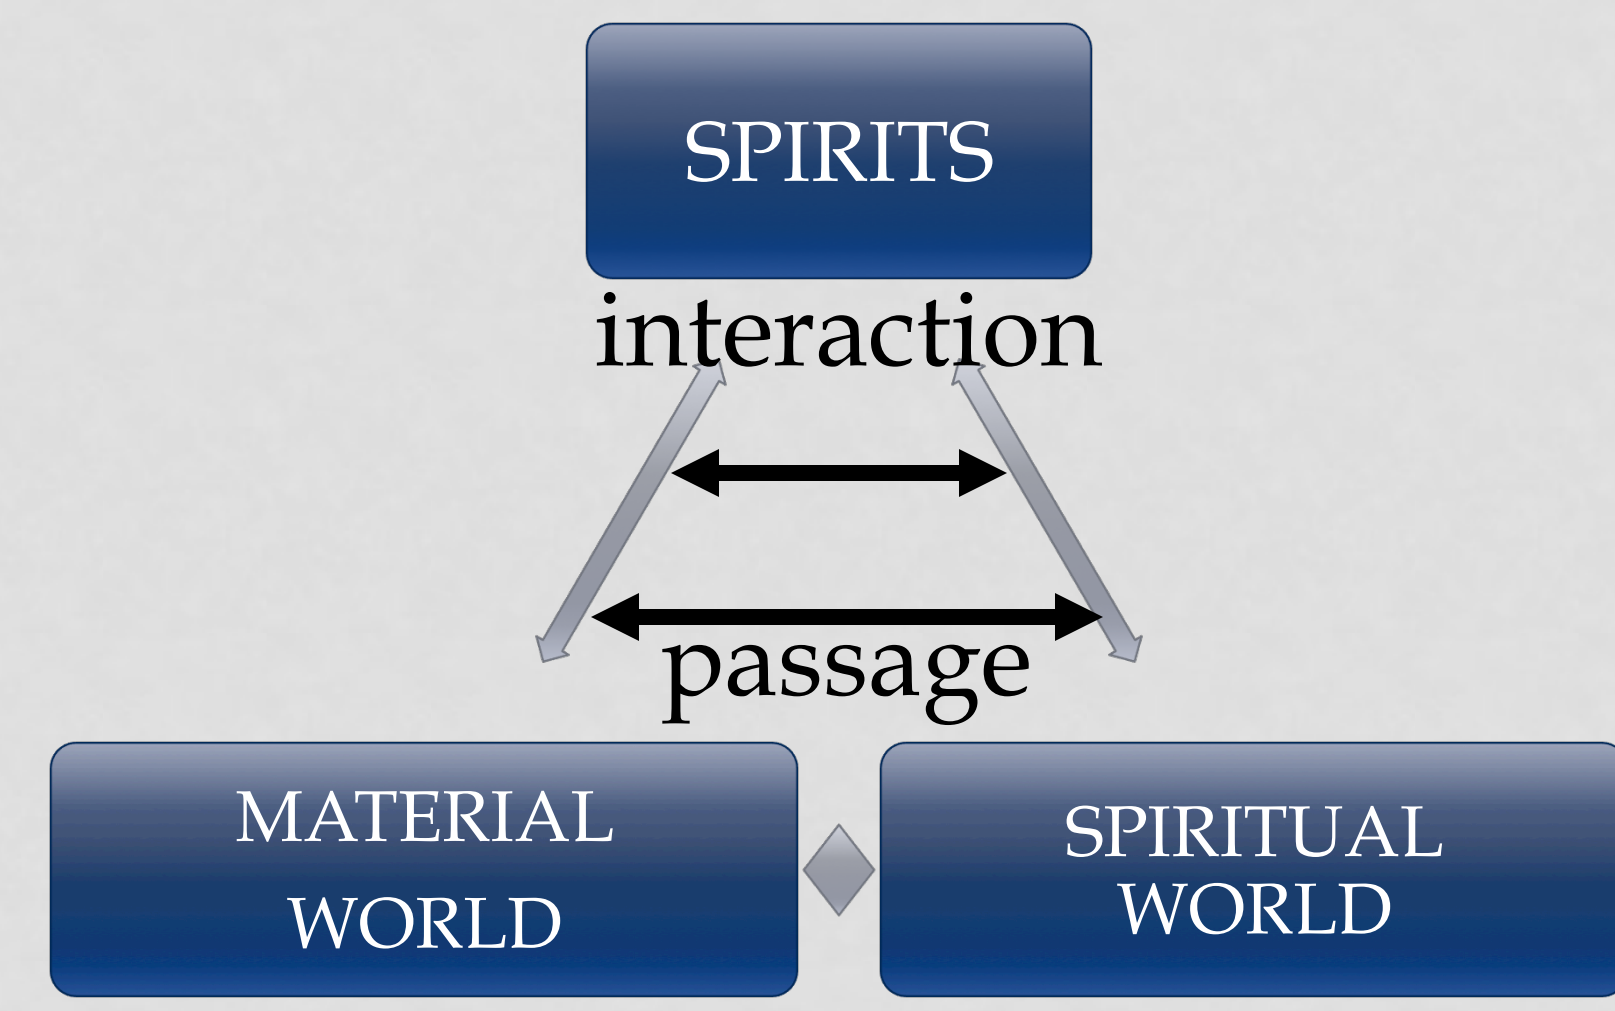 SPIRITS
interaction
passage
MATERIAL
WORLD
SPIRITUAL
WORLD